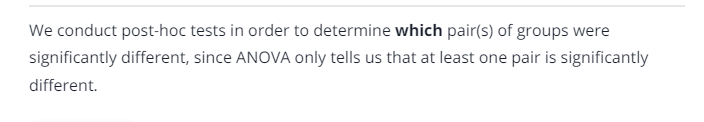 We conduct post-hoc tests in order to determine which pair(s) of groups were
significantly different, since ANOVA only tells us that at least one pair is significantly
different.